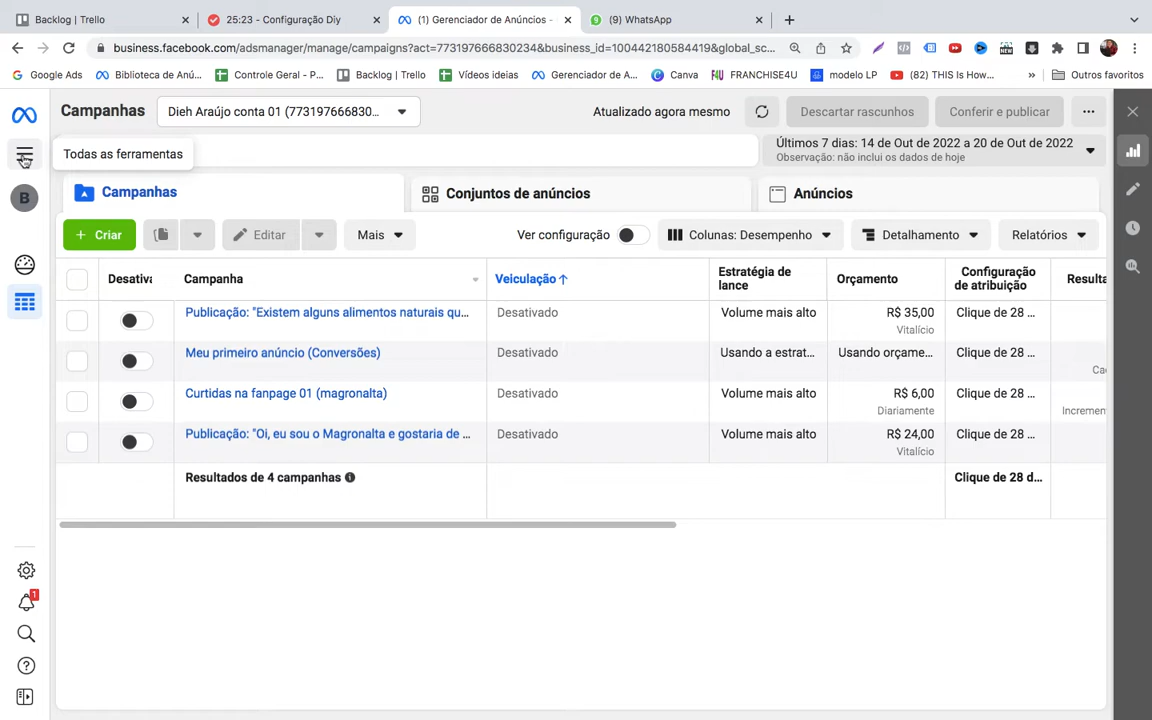 Backlog | Trello
25:23 - Configuração Diy
(1) Gerenciador de Anúncios -
(9) WhatsApp
business.facebook.com/adsmanager/manage/campaigns?act=773197666830234&business_id=100442180584419&global_sc...
Google Ads
Biblioteca de Anú...
Controle Geral - P...
Backlog | Trello
Vídeos ideias
Gerenciador de A...
Canva
FRANCHISE4U
modelo LP
(82) THIS Is How...
»
Outros favoritos
Campanhas
Dieh Araújo conta 01 (773197666830...
Atualizado agora mesmo
Descartar rascunhos
Conferir e publicar
Todas as ferramentas
Últimos 7 dias: 14 de Out de 2022 a 20 de Out de 2022
Observação: não inclui os dados de hoje
B
Campanhas
Conjuntos de anúncios
Anúncios
+ Criar
Editar
Mais
Ver configuração
Colunas: Desempenho
Detalhamento
Relatórios
Desativa
Campanha
Veiculação ↑
Estratégia de lance
Orçamento
Configuração de atribuição
Resulta
Publicação: "Existem alguns alimentos naturais qu...
Desativado
Volume mais alto
R$ 35,00
Vitalício
Clique de 28 ...
Meu primeiro anúncio (Conversões)
Desativado
Usando a estrat...
Usando orçame...
Clique de 28 ...
Cac
Curtidas na fanpage 01 (magronalta)
Desativado
Volume mais alto
R$ 6,00
Diariamente
Clique de 28 ...
Increment
Publicação: "Oi, eu sou o Magronalta e gostaria de ...
Desativado
Volume mais alto
R$ 24,00
Vitalício
Clique de 28 ...
Resultados de 4 campanhas
Clique de 28 d...
1